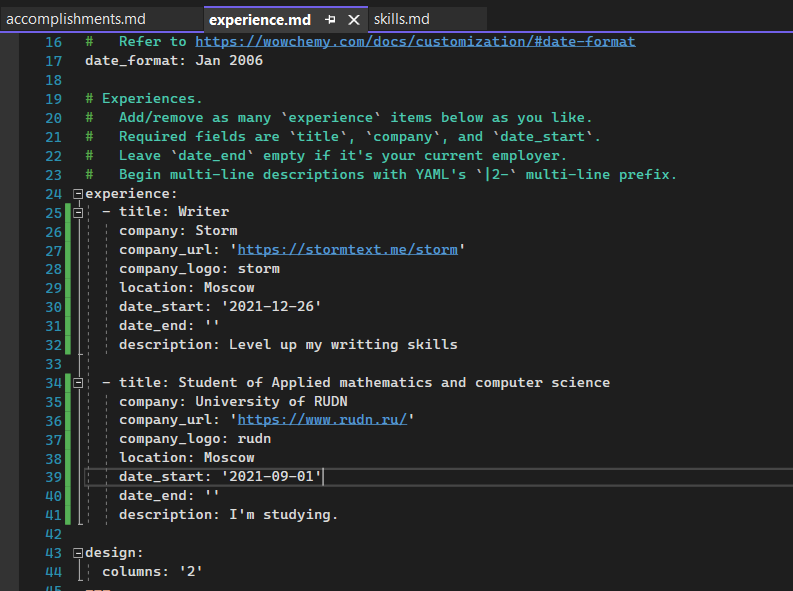 accomplishments.md experience.md skills.md
16 # Refer to https://wowchemy.com/docs/customization/#date-format
17 date_format: Jan 2006
18
19 # Experiences.
20 # Add/remove as many `experience` items below as you like.
21 # Required fields are `title`, `company`, and `date_start`.
22 # Leave `date_end` empty if it's your current employer.
23 # Begin multi-line descriptions with YAML's `|2-` multi-line prefix.
24 experience:
25 - title: Writer
26 company: Storm
27 company_url: 'https://stormtext.me/storm'
28 company_logo: storm
29 location: Moscow
30 date_start: '2021-12-26'
31 date_end: ''
32 description: Level up my writting skills
33
34 - title: Student of Applied mathematics and computer science
35 company: University of RUDN
36 company_url: 'https://www.rudn.ru/'
37 company_logo: rudn
38 location: Moscow
39 date_start: '2021-09-01'
40 date_end: ''
41 description: I'm studying.
42
43 design:
44 columns: '2'
45 ---